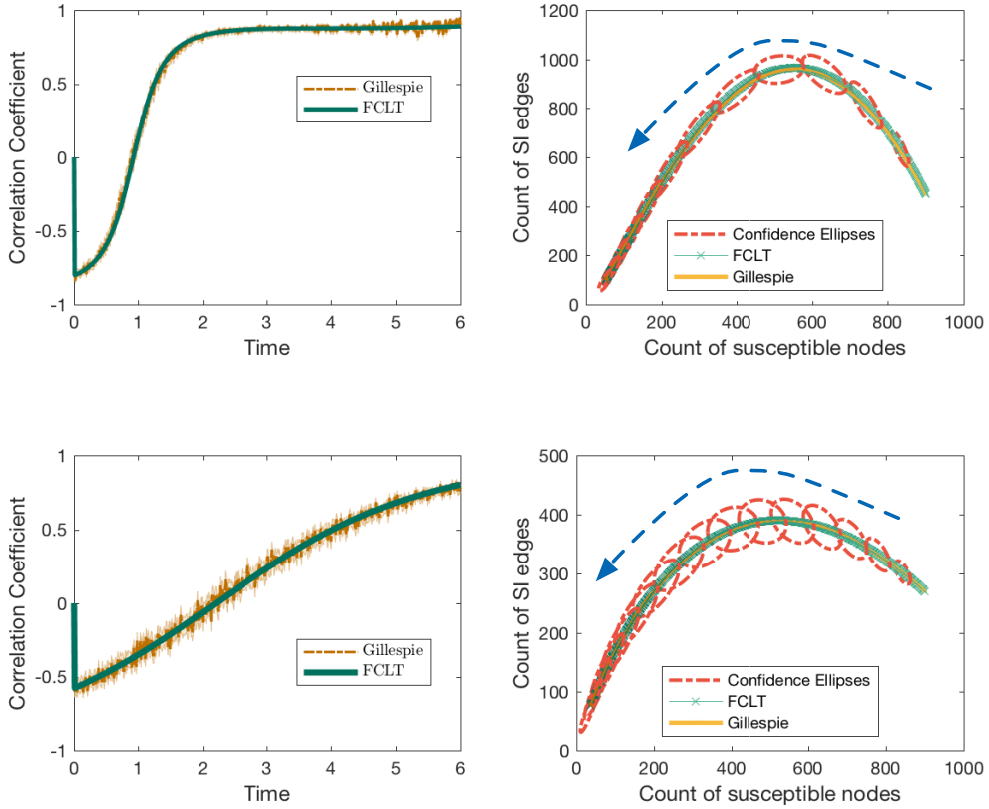 1
0.5
0
-0.5
-1
Correlation Coefficient
Gillespie
FCLT
0 1 2 3 4 5 6
Time
1200
1000
800
600
400
200
0
Count of SI edges
Confidence Ellipses
FCLT
Gillespie
0 200 400 600 800 1000
Count of susceptible nodes
1
0.5
0
-0.5
-1
Correlation Coefficient
Gillespie
FCLT
0 1 2 3 4 5 6
Time
500
400
300
200
100
0
Count of SI edges
Confidence Ellipses
FCLT
Gillespie
0 200 400 600 800 1000
Count of susceptible nodes